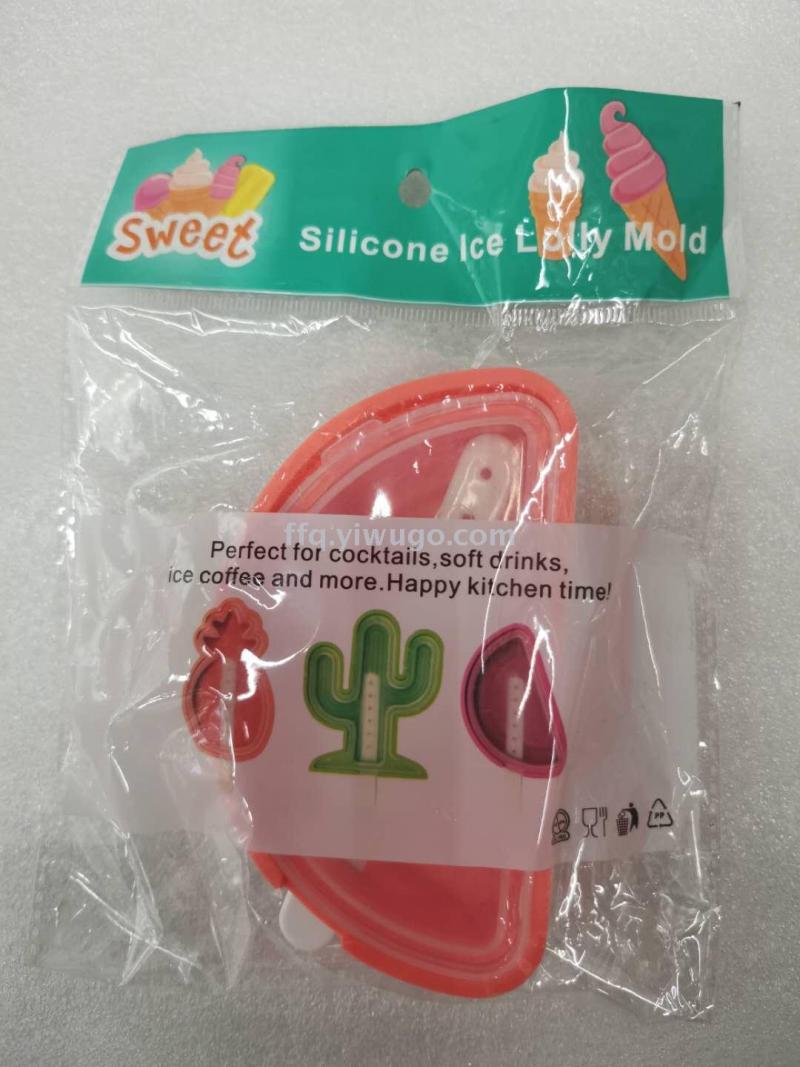 Sweet
Silicone Ice Lolly Mold
ffq.yiwugo.com
Perfect for cocktails,soft drinks,
ice coffee and more.Happy kitchen time!
PP